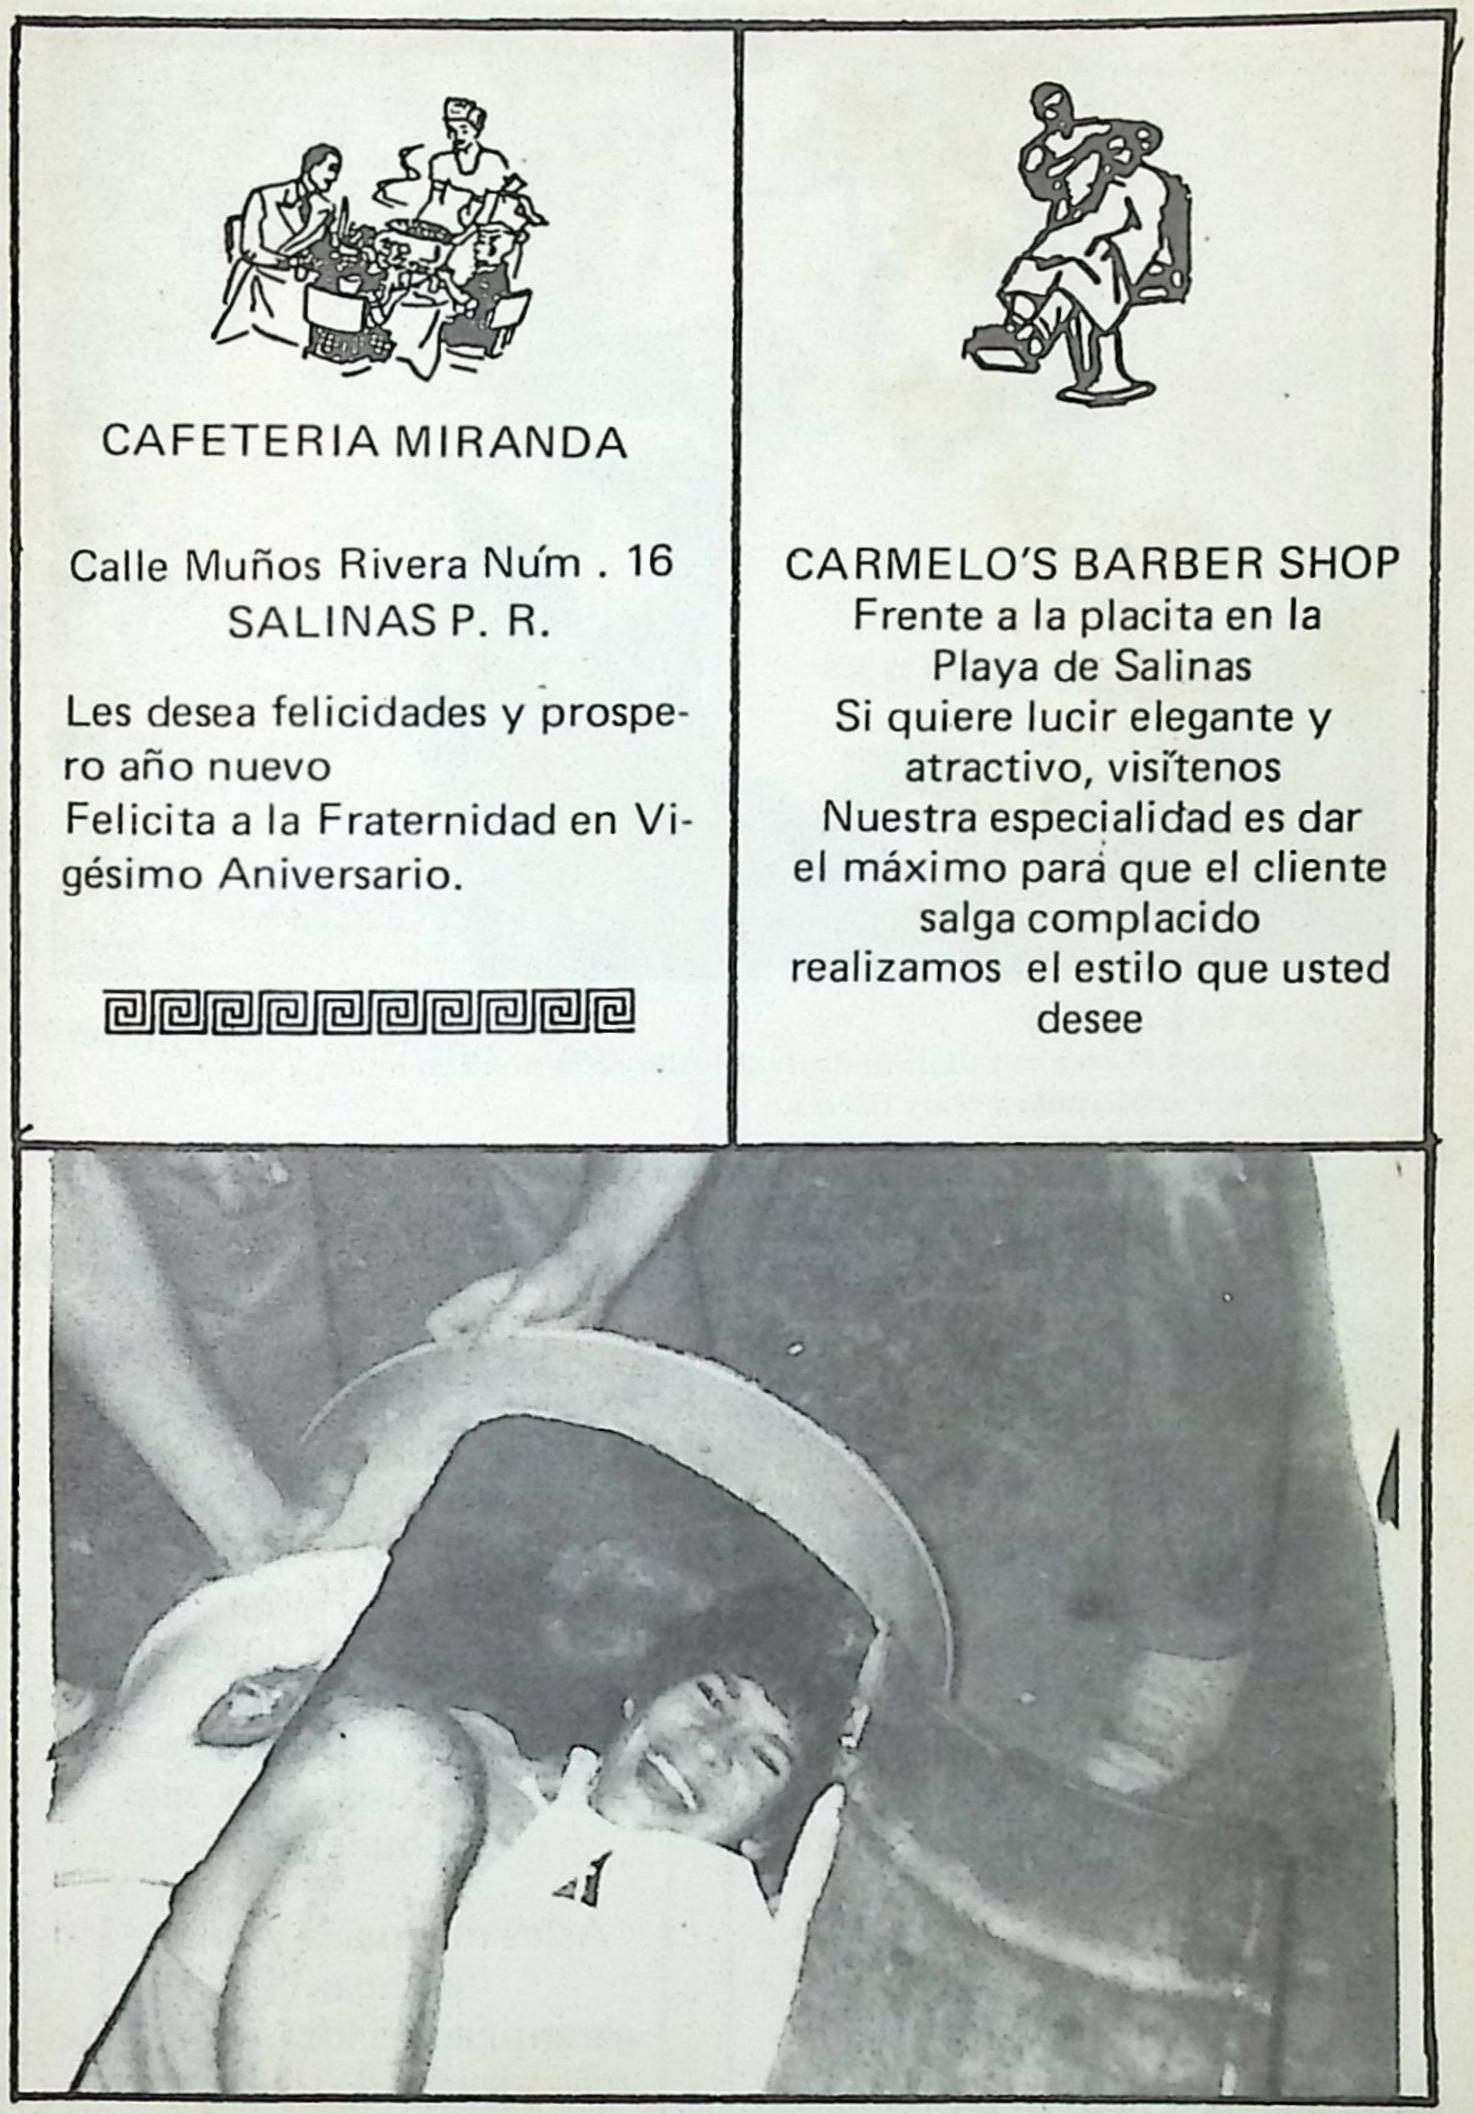 CAFETERIA MIRANDA
Calle Muños Rivera Núm . 16
SALINAS P. R.
Les desea felicidades y prospe-
ro año nuevo
Felicita a la Fraternidad en Vi-
gésimo Aniversario.
CARMELO'S BARBER SHOP
Frente a la placita en la
Playa de Salinas
Si quiere lucir elegante y
atractivo, visítenos
Nuestra especialidad es dar
el máximo para que el cliente
salga complacido
realizamos el estilo que usted
desee